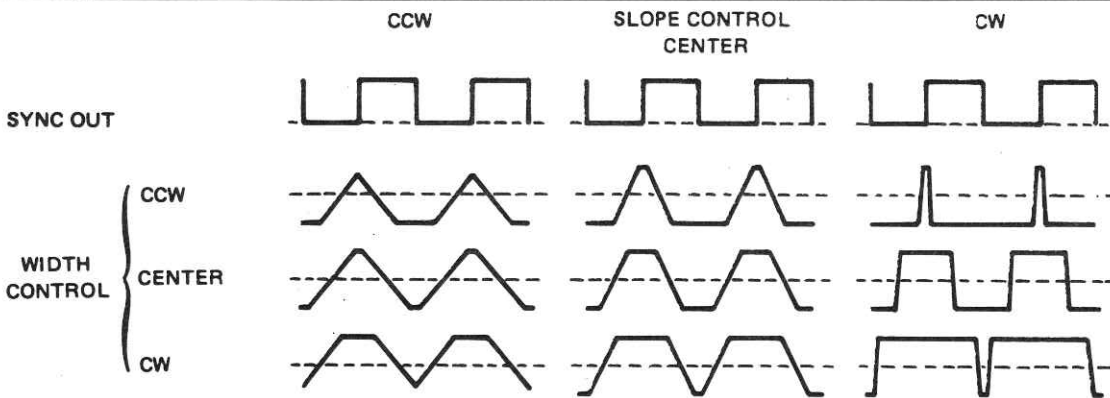 CCW
SLOPE CONTROL
CENTER
CW
SYNC OUT
CCW
WIDTH
CONTROL
CENTER
CW